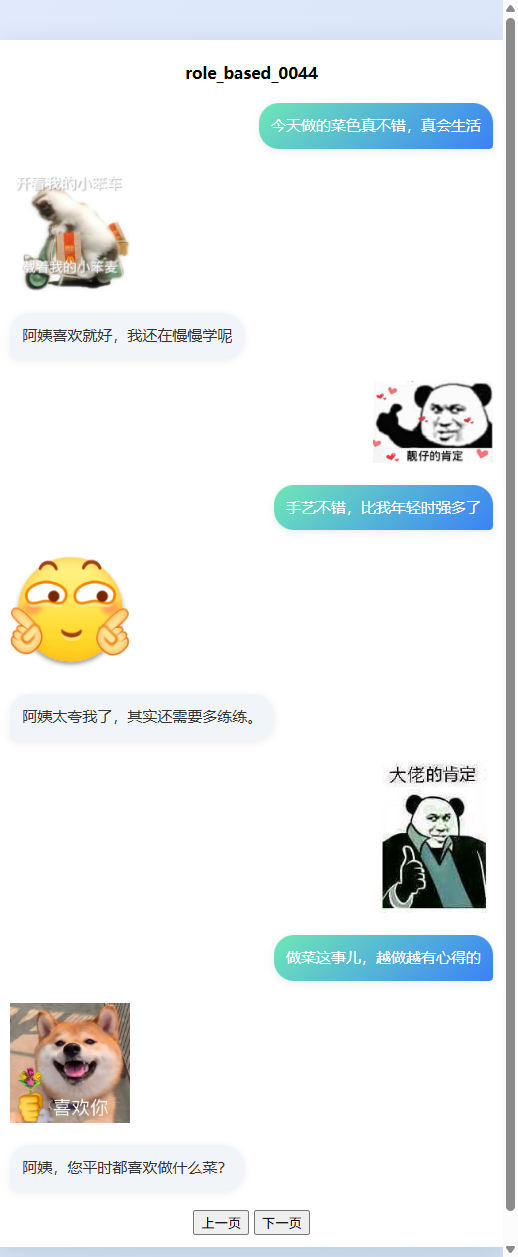 role_based_0044
今天做的菜色真不错，真会生活
开着我的小笨车
载着我的小笨麦
阿姨喜欢就好，我还在慢慢学呢
靓仔的肯定
手艺不错，比我年轻时强多了
阿姨太夸我了，其实还需要多练练。
大佬的肯定
做菜这事儿，越做越有心得的
喜欢你
阿姨，您平时都喜欢做什么菜？
上一页 下一页